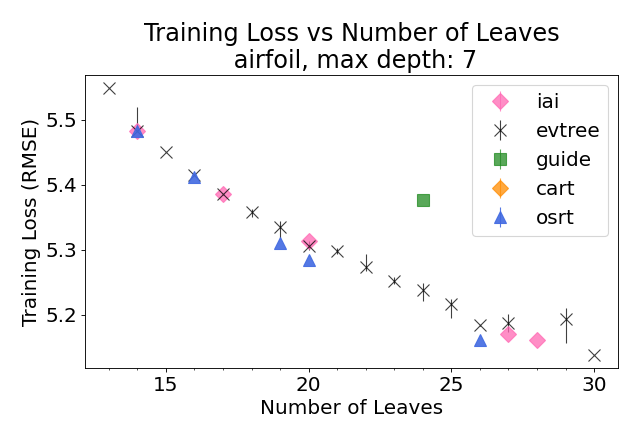 Training Loss vs Number of Leaves
airfoil, max depth: 7
Training Loss (RMSE)
5.5
5.4
5.3
5.2
iai
evtree
guide
cart
osrt
15
20
25
30
Number of Leaves